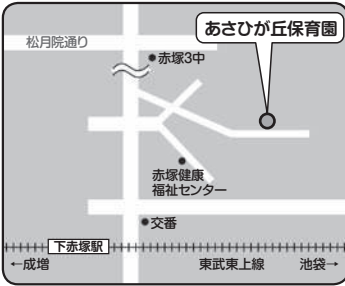 あさひが丘保育園
松月院通り
赤塚3中
赤塚健康
福祉センター
交番
下赤塚駅
←成増
東武東上線
池袋→